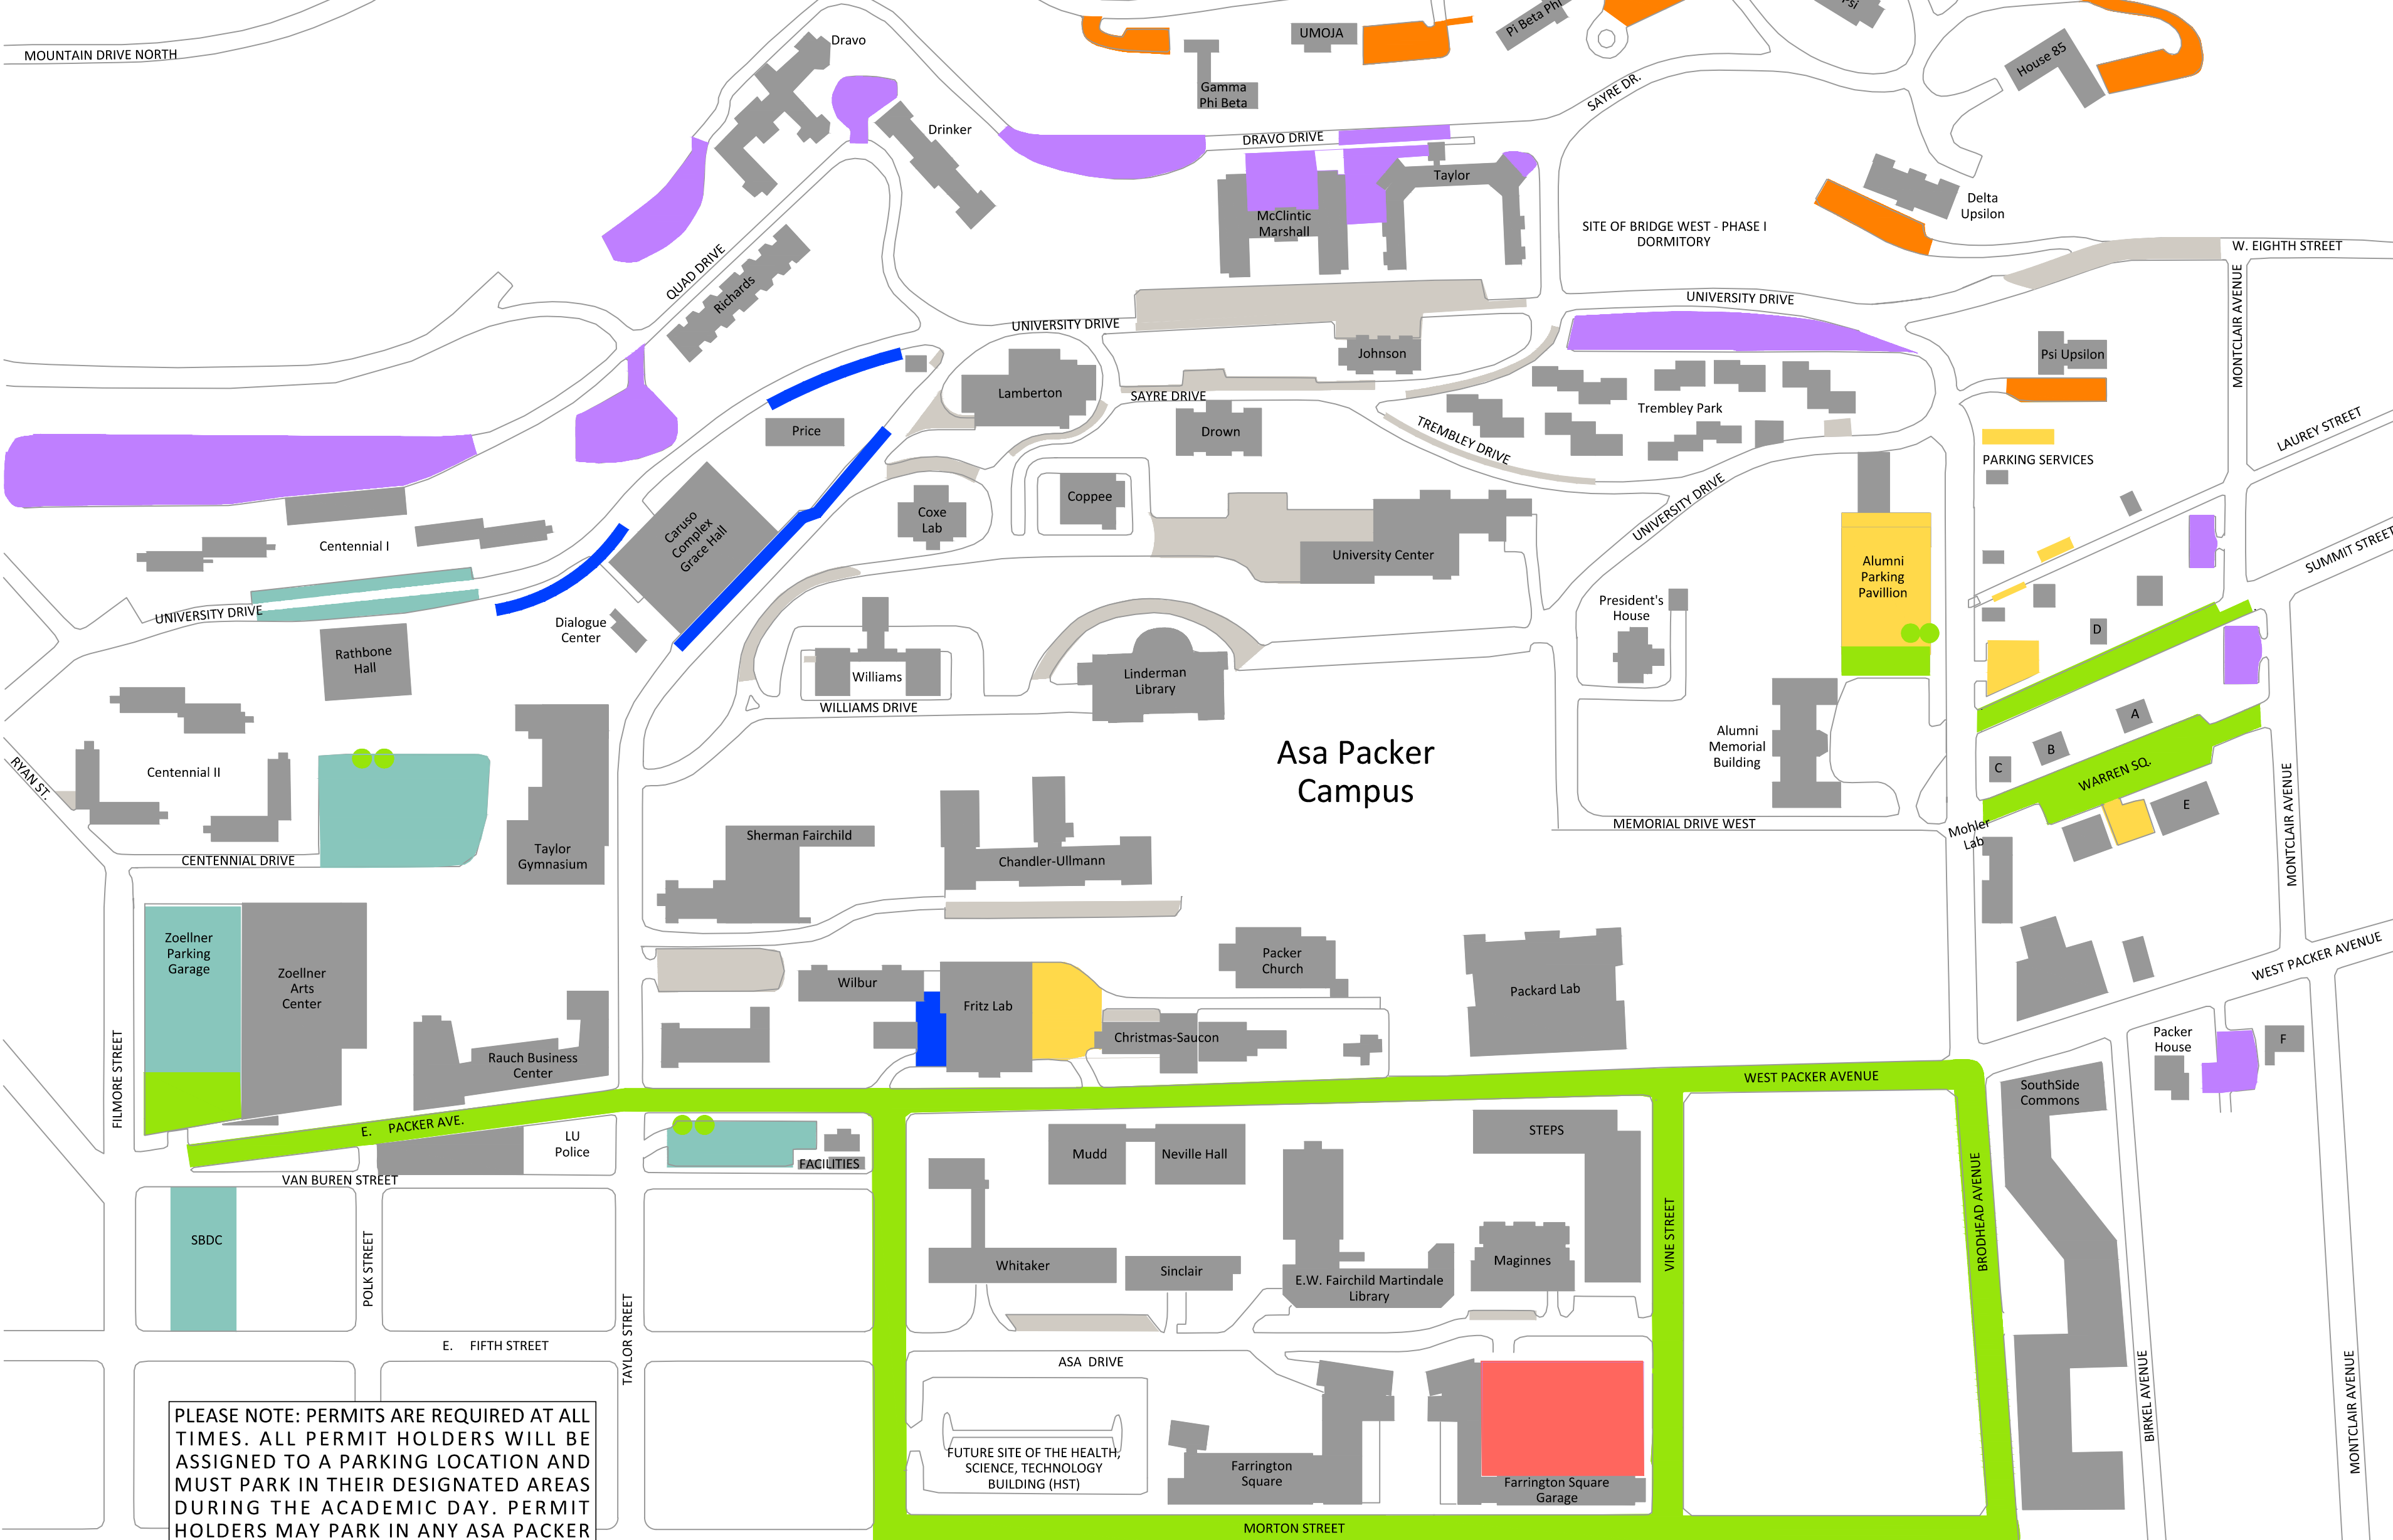 MOUNTAIN DRIVE NORTH
Dravo
Drinker
Gamma
Phi Beta
UMOJA
Pi Beta Phi
Psi
House 85
SAYRE DR.
DRAVO DRIVE
Taylor
McClintic
Marshall
SITE OF BRIDGE WEST - PHASE I
DORMITORY
Delta
Upsilon
W. EIGHTH STREET
QUAD DRIVE
Richards
UNIVERSITY DRIVE
UNIVERSITY DRIVE
MONTCLAIR AVENUE
Johnson
Psi Upsilon
Lamberton
SAYRE DRIVE
Price
Drown
TREMBLEY DRIVE
Trembley Park
LAUREY STREET
PARKING SERVICES
Caruso
Complex
Grace Hall
Coxe
Lab
Coppee
University Center
UNIVERSITY DRIVE
Alumni
Parking
Pavillion
SUMMIT STREET
Centennial I
UNIVERSITY DRIVE
Dialogue
Center
President's
House
D
Rathbone
Hall
Williams
Linderman
Library
WILLIAMS DRIVE
A
B
C
WARREN SQ.
E
Alumni
Memorial
Building
Asa Packer
Campus
RYAN ST.
Centennial II
MONTCLAIR AVENUE
MEMORIAL DRIVE WEST
Mohler
Lab
CENTENNIAL DRIVE
Taylor
Gymnasium
Sherman Fairchild
Chandler-Ullmann
Zoellner
Parking
Garage
Zoellner
Arts
Center
Packer
Church
Packard Lab
WEST PACKER AVENUE
Wilbur
Fritz Lab
Christmas-Saucon
Rauch Business
Center
FILMORE STREET
Packer
House
F
WEST PACKER AVENUE
SouthSide
Commons
E. PACKER AVE.
LU
Police
FACILITIES
VAN BUREN STREET
Mudd
Neville Hall
STEPS
SBDC
POLK STREET
Whitaker
Sinclair
E.W. Fairchild Martindale
Library
Maginnes
VINE STREET
BRODHEAD AVENUE
E. FIFTH STREET
TAYLOR STREET
ASA DRIVE
BIRKEL AVENUE
MONTCLAIR AVENUE
FUTURE SITE OF THE HEALTH,
SCIENCE, TECHNOLOGY
BUILDING (HST)
Farrington
Square
Farrington Square
Garage
MORTON STREET
PLEASE NOTE: PERMITS ARE REQUIRED AT ALL
TIMES. ALL PERMIT HOLDERS WILL BE
ASSIGNED TO A PARKING LOCATION AND
MUST PARK IN THEIR DESIGNATED AREAS
DURING THE ACADEMIC DAY. PERMIT
HOLDERS MAY PARK IN ANY ASA PACKER